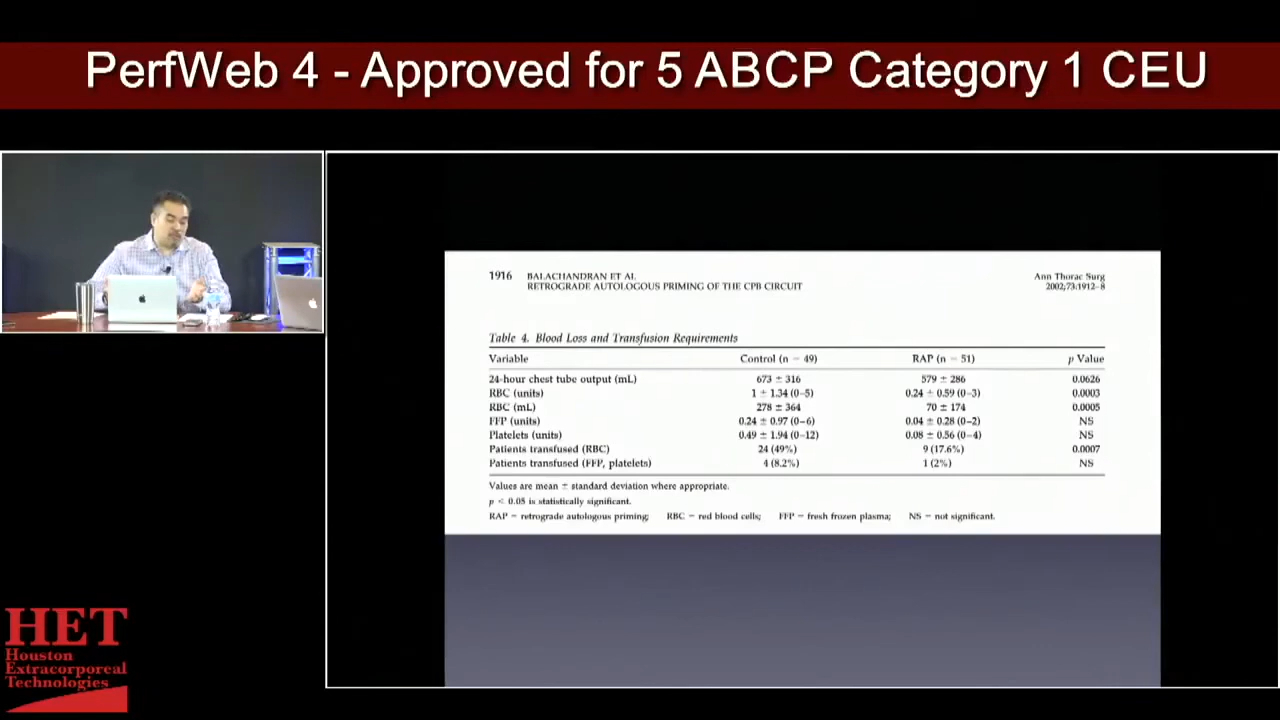 PerfWeb 4 - Approved for 5 ABCP Category 1 CEU
1916 BALACHANDRAN ET AL Ann Thorac Surg
RETROGRADE AUTOLOGOUS PRIMING OF THE CPB CIRCUIT 2002;73:1912–8
Table 4. Blood Loss and Transfusion Requirements
Variable Control (n = 49) RAP (n = 51) p Value
24-hour chest tube output (mL) 673 ± 316 579 ± 286 0.0626
RBC (units) 1 ± 1.34 (0–5) 0.24 ± 0.59 (0–3) 0.0003
RBC (mL) 278 ± 364 70 ± 174 0.0005
FFP (units) 0.24 ± 0.97 (0–6) 0.04 ± 0.28 (0–2) NS
Platelets (units) 0.49 ± 1.94 (0–12) 0.08 ± 0.56 (0–4) NS
Patients transfused (RBC) 24 (49%) 9 (17.6%) 0.0007
Patients transfused (FFP, platelets) 4 (8.2%) 1 (2%) NS
Values are mean ± standard deviation where appropriate.
p < 0.05 is statistically significant.
RAP = retrograde autologous priming; RBC = red blood cells; FFP = fresh frozen plasma; NS = not significant.
HET
Houston
Extracorporeal
Technologies